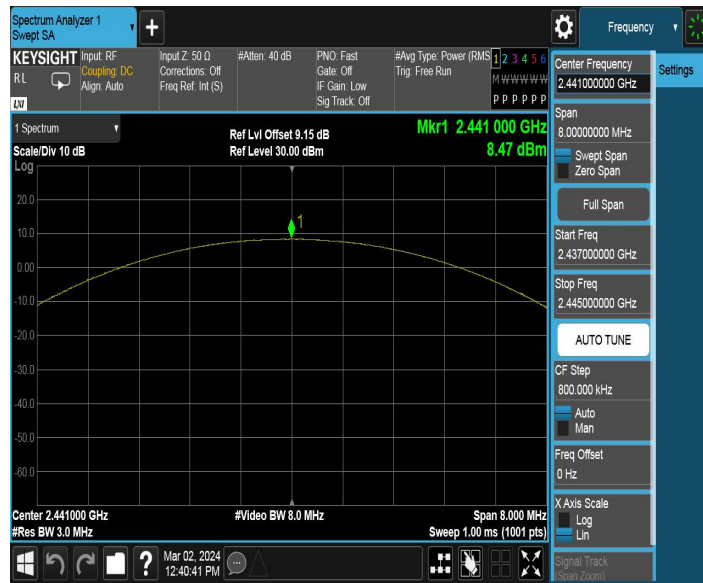 Spectrum Analyzer 1
Swept SA
+
Frequency
KEYSIGHT
RL
LXI
Input: RF
Coupling: DC
Align: Auto
Input Z: 50 Ω
Corrections: Off
Freq Ref: Int (S)
#Atten: 40 dB
PNO: Fast
Gate: Off
IF Gain: Low
Sig Track: Off
#Avg Type: Power (RMS
Trig: Free Run
1 2 3 4 5 6
M W W W W W
P P P P P P
1 Spectrum
Scale/Div 10 dB
Log
Ref Lvl Offset 9.15 dB
Ref Level 30.00 dBm
Mkr1 2.441 000 GHz
8.47 dBm
20.0
10.0
0.00
-10.0
-20.0
-30.0
-40.0
-50.0
-60.0
1
Center 2.441000 GHz
#Res BW 3.0 MHz
#Video BW 8.0 MHz
Span 8.000 MHz
Sweep 1.00 ms (1001 pts)
?
Mar 02, 2024
12:40:41 PM
Center Frequency
2.441000000 GHz
Span
8.00000000 MHz
Swept Span
Zero Span
Full Span
Start Freq
2.437000000 GHz
Stop Freq
2.445000000 GHz
AUTO TUNE
CF Step
800.000 kHz
Auto
Man
Freq Offset
0 Hz
X Axis Scale
Log
Lin
Signal Track
(Span Zoom)
Settings